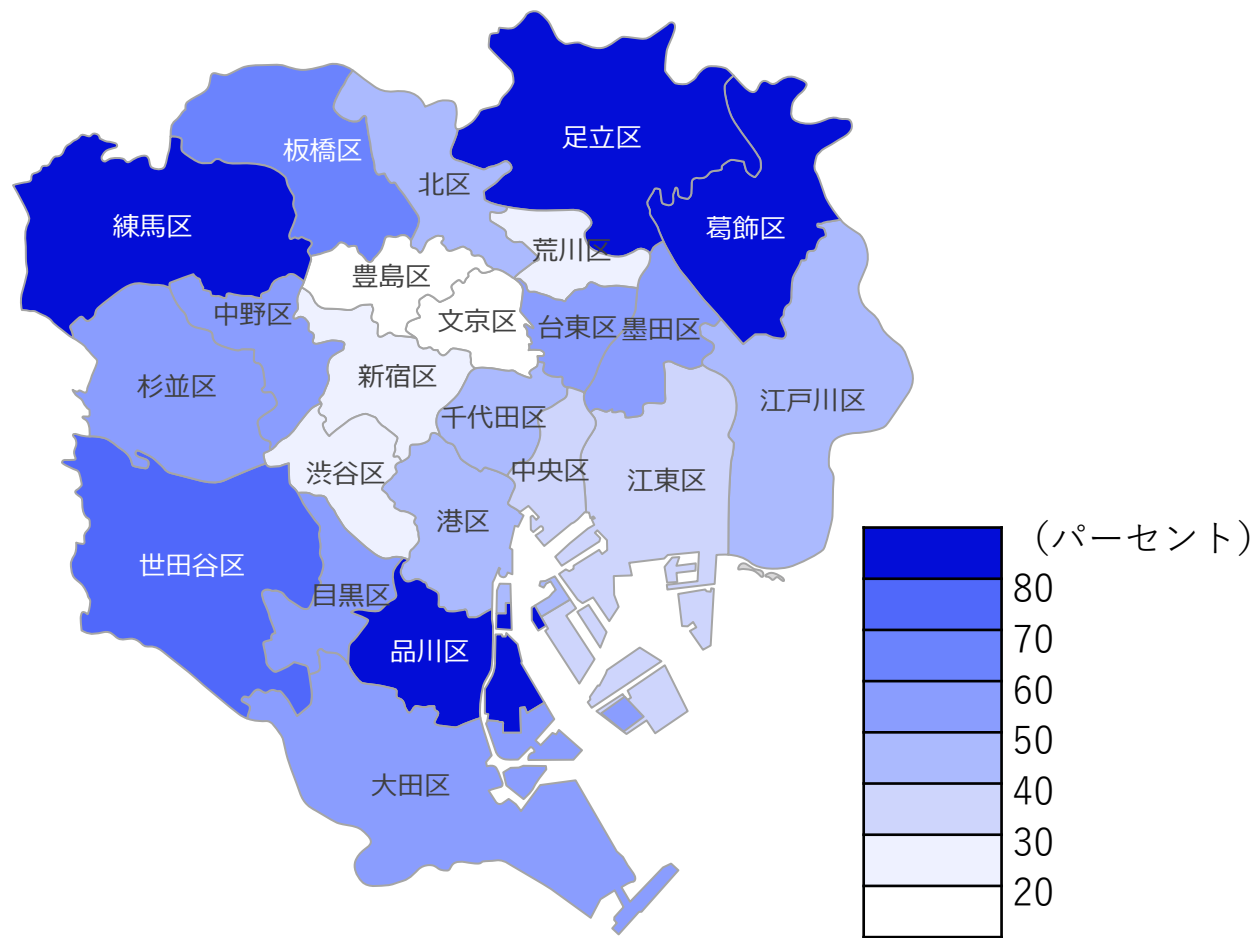 足立区
板橋区
北区
練馬区
葛飾区
荒川区
豊島区
中野区
文京区
台東区
墨田区
杉並区
新宿区
江戸川区
千代田区
渋谷区
中央区
江東区
港区
世田谷区
目黒区
品川区
大田区
（パーセント）
80
70
60
50
40
30
20